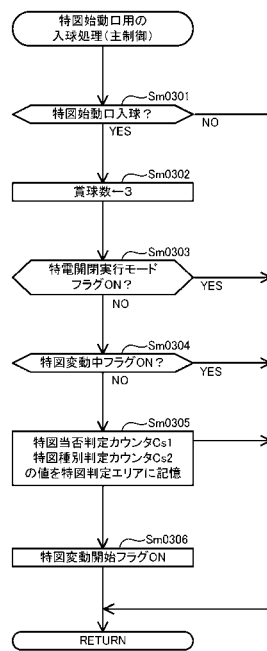 特図始動口用の
入球処理(主制御)
Sm0301
特図始動口入球?
NO
YES
Sm0302
賞球数←3
Sm0303
特電開閉実行モード
フラグON?
YES
NO
Sm0304
特図変動中フラグON?
YES
NO
Sm0305
特図当否判定カウンタCs1
特図種別判定カウンタCs2
の値を特図判定エリアに記憶
Sm0306
特図変動開始フラグON
RETURN